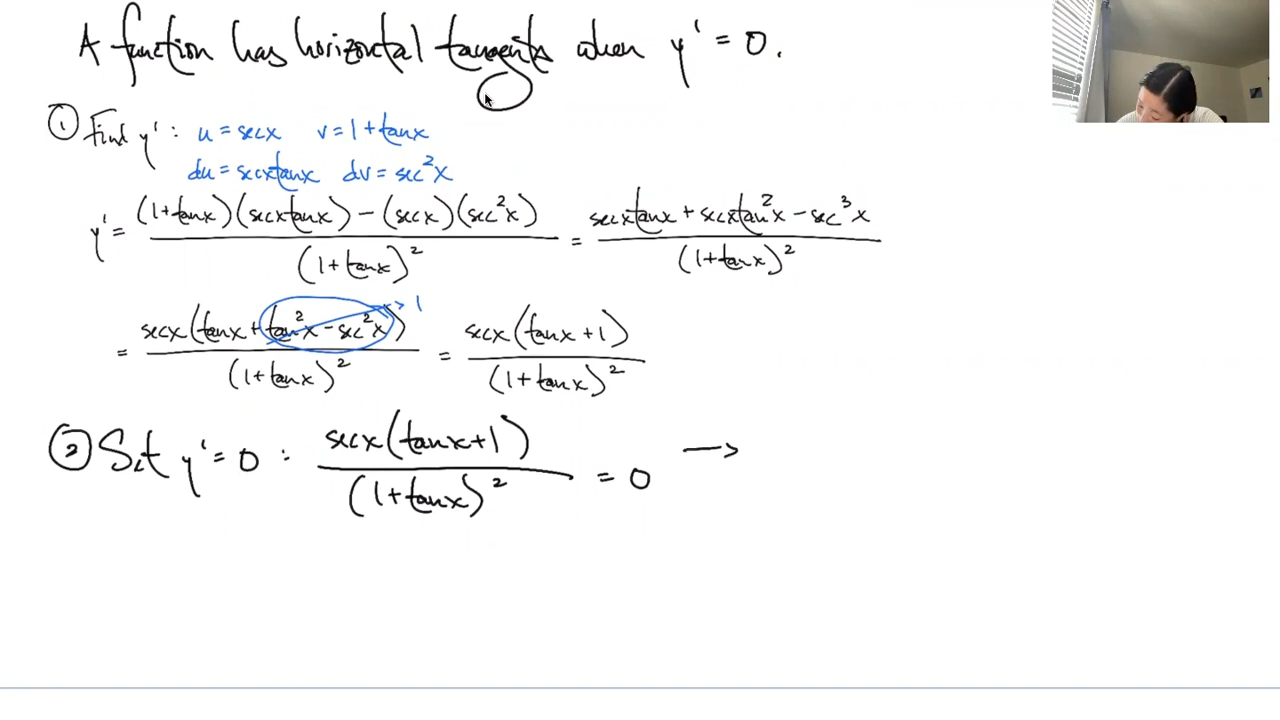 A function has horizontal tangents when y' = 0.
① Find y' : u = secx v = 1 + tanx
du = secxtanx dv = sec²x
y' = (1+tanx)(secxtanx) − (secx)(sec²x) / (1+tanx)² = secxtanx + secxtan²x − sec³x / (1+tanx)²
= secx(tanx + tan²x − sec²x) / (1+tanx)² → 1 = secx(tanx + 1) / (1+tanx)²
② Set y' = 0 : secx(tanx+1) / (1+tanx)² = 0 →